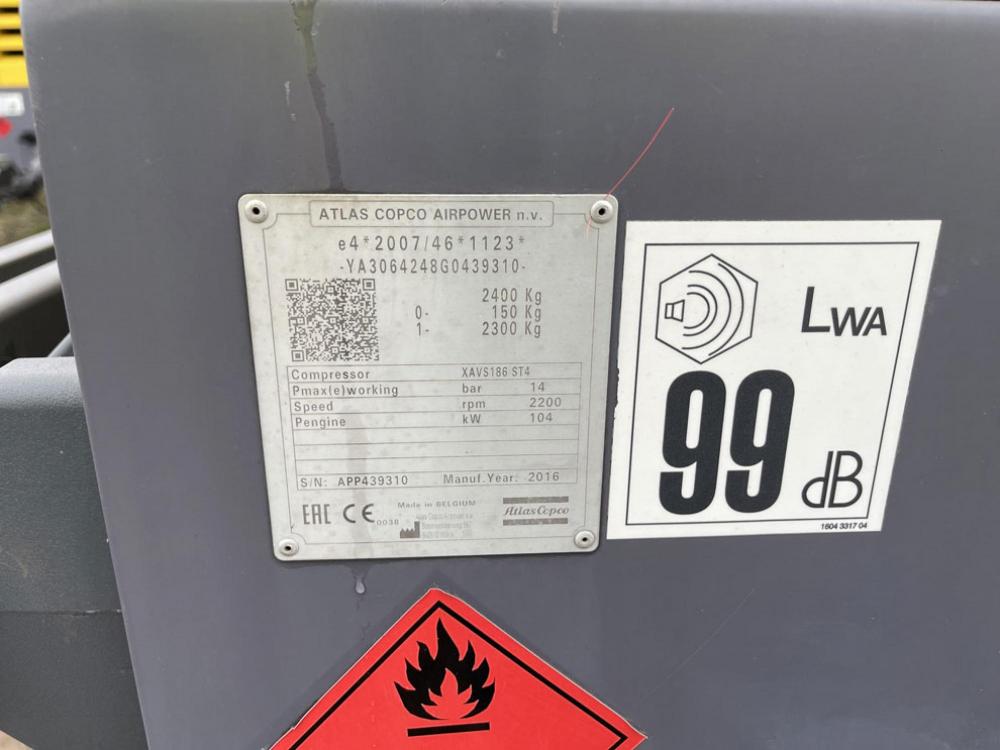 ATLAS COPCO AIRPOWER n.v.
e4*2007/46*1123*
-YA3064248G0439310-
2400 Kg
0- 150 Kg
1- 2300 Kg
Compressor XAVS186 ST4
Pmax(e)working bar 14
Speed rpm 2200
Pengine kW 104
S/N: APP439310 Manuf.Year: 2016
EAC CE 0038 Made in BELGIUM
Atlas Copco
LWA
99
dB
1604 3317 04